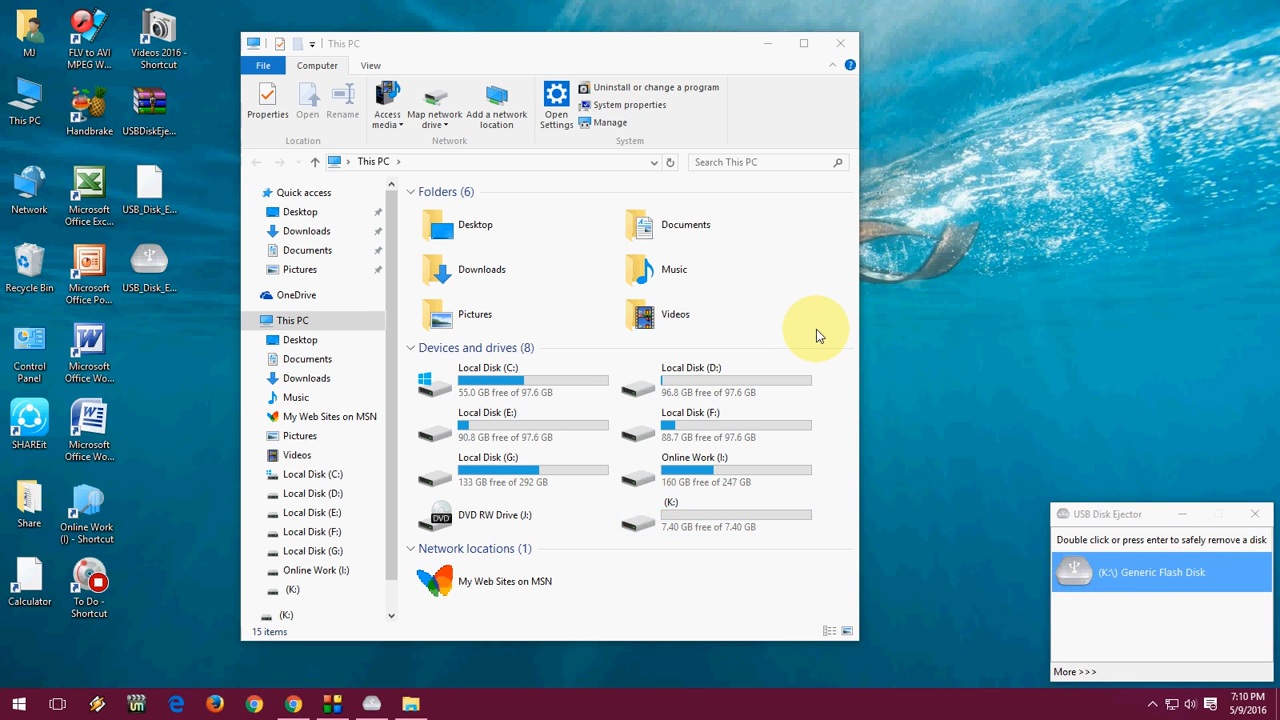 MJ
FLV to AVI
MPEG W...
Videos 2016 -
Shortcut
This PC
Handbrake
USBDiskEje...
Network
Microsoft
Office Exc...
USB_Disk_E...
Recycle Bin
Microsoft
Office Po...
USB_Disk_E...
Control
Panel
Microsoft
Office Wo...
SHAREit
Microsoft
Office Wo...
Share
Online Work
(I) - Shortcut
Calculator
To Do -
Shortcut
This PC
File
Computer
View
Properties
Open
Rename
Location
Access
media
Map network
drive
Add a network
location
Network
Open
Settings
Uninstall or change a program
System properties
Manage
System
This PC
Search This PC
Quick access
Desktop
Downloads
Documents
Pictures
OneDrive
This PC
Desktop
Documents
Downloads
Music
My Web Sites on MSN
Pictures
Videos
Local Disk (C:)
Local Disk (D:)
Local Disk (E:)
Local Disk (F:)
Local Disk (G:)
Online Work (I:)
(K:)
(K:)
Folders (6)
Desktop
Documents
Downloads
Music
Pictures
Videos
Devices and drives (8)
Local Disk (C:)
55.0 GB free of 97.6 GB
Local Disk (D:)
96.8 GB free of 97.6 GB
Local Disk (E:)
90.8 GB free of 97.6 GB
Local Disk (F:)
88.7 GB free of 97.6 GB
Local Disk (G:)
133 GB free of 292 GB
Online Work (I:)
160 GB free of 247 GB
DVD
DVD RW Drive (J:)
(K:)
7.40 GB free of 7.40 GB
Network locations (1)
My Web Sites on MSN
15 items
USB Disk Ejector
Double click or press enter to safely remove a disk
(K:\) Generic Flash Disk
More >>>
7:10 PM
5/9/2016